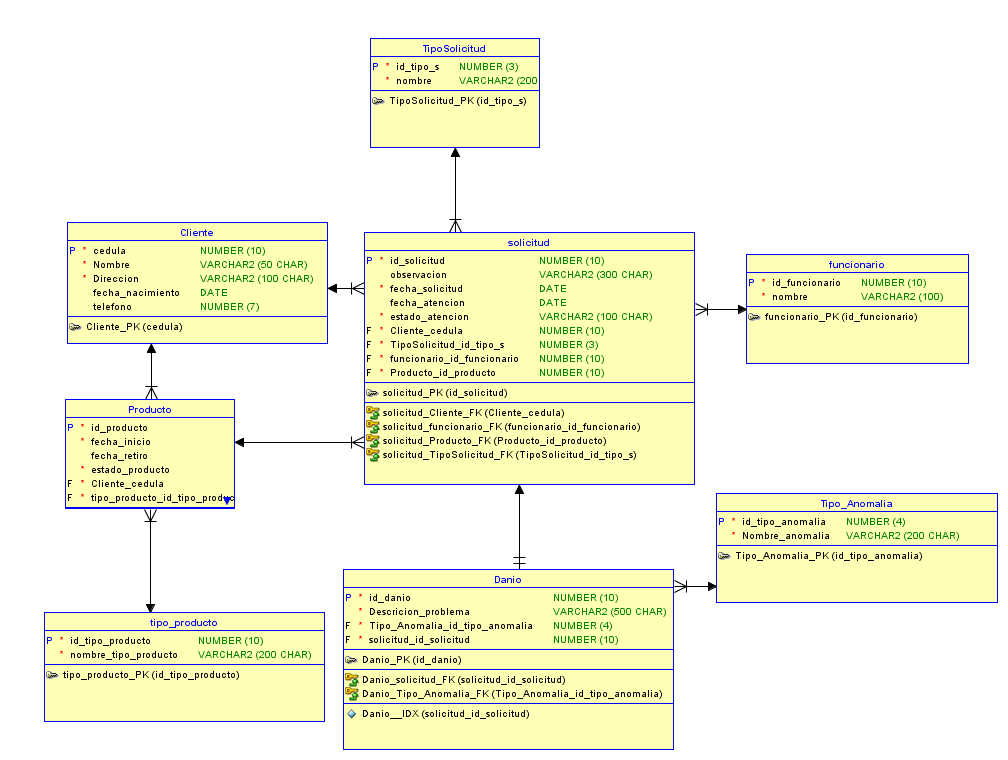 TipoSolicitud
P * id_tipo_s NUMBER (3)
* nombre VARCHAR2 (200
TipoSolicitud_PK (id_tipo_s)
Cliente
P * cedula NUMBER (10)
* Nombre VARCHAR2 (50 CHAR)
* Direccion VARCHAR2 (100 CHAR)
fecha_nacimiento DATE
telefono NUMBER (7)
Cliente_PK (cedula)
solicitud
P * id_solicitud NUMBER (10)
observacion VARCHAR2 (300 CHAR)
* fecha_solicitud DATE
fecha_atencion DATE
* estado_atencion VARCHAR2 (100 CHAR)
F * Cliente_cedula NUMBER (10)
F * TipoSolicitud_id_tipo_s NUMBER (3)
F * funcionario_id_funcionario NUMBER (10)
F * Producto_id_producto NUMBER (10)
solicitud_PK (id_solicitud)
solicitud_Cliente_FK (Cliente_cedula)
solicitud_funcionario_FK (funcionario_id_funcionario)
solicitud_Producto_FK (Producto_id_producto)
solicitud_TipoSolicitud_FK (TipoSolicitud_id_tipo_s)
funcionario
P * id_funcionario NUMBER (10)
* nombre VARCHAR2 (100)
funcionario_PK (id_funcionario)
Producto
P * id_producto
* fecha_inicio
fecha_retiro
* estado_producto
F * Cliente_cedula
F * tipo_producto_id_tipo_produc
Tipo_Anomalia
P * id_tipo_anomalia NUMBER (4)
* Nombre_anomalia VARCHAR2 (200 CHAR)
Tipo_Anomalia_PK (id_tipo_anomalia)
Danio
P * id_danio NUMBER (10)
* Descricion_problema VARCHAR2 (500 CHAR)
F * Tipo_Anomalia_id_tipo_anomalia NUMBER (4)
F * solicitud_id_solicitud NUMBER (10)
Danio_PK (id_danio)
Danio_solicitud_FK (solicitud_id_solicitud)
Danio_Tipo_Anomalia_FK (Tipo_Anomalia_id_tipo_anomalia)
Danio__IDX (solicitud_id_solicitud)
tipo_producto
P * id_tipo_producto NUMBER (10)
* nombre_tipo_producto VARCHAR2 (200 CHAR)
tipo_producto_PK (id_tipo_producto)